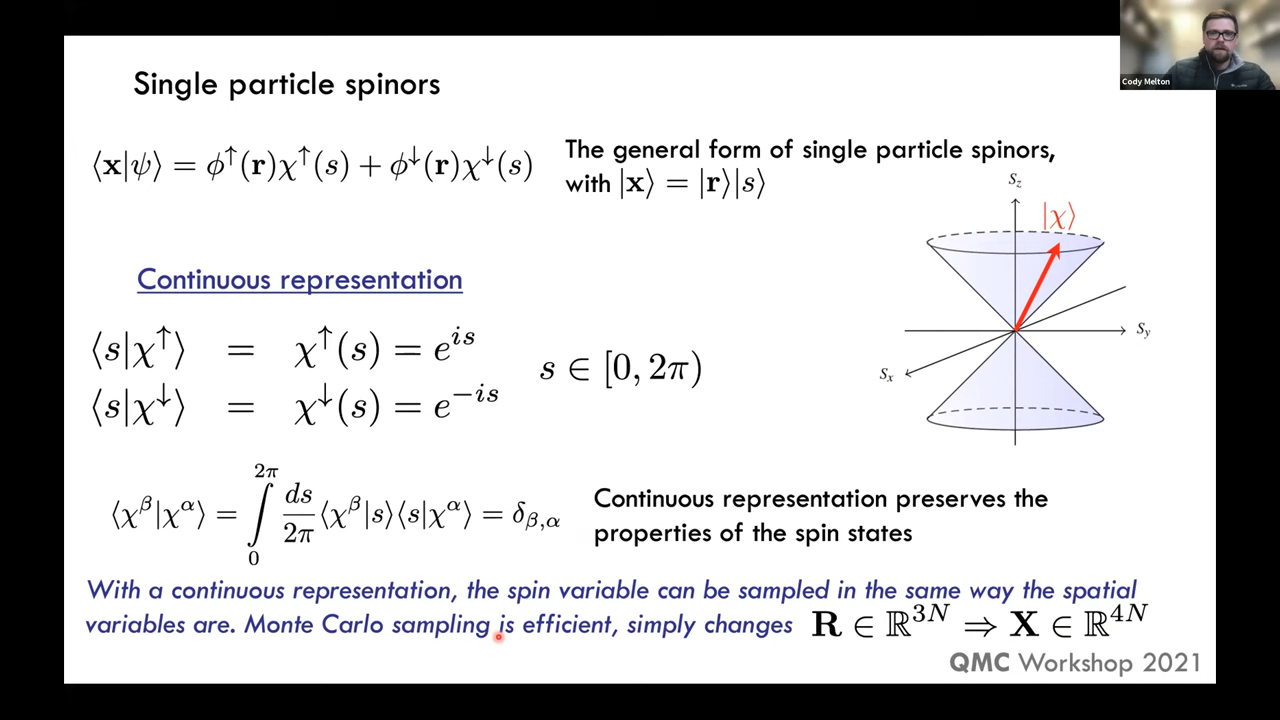 Cody Melton
Single particle spinors
⟨𝐱|ψ⟩ = ϕ↑(𝐫)χ↑(s) + ϕ↓(𝐫)χ↓(s)
The general form of single particle spinors,
with |𝐱⟩ = |𝐫⟩|s⟩
s_z
|χ⟩
s_y
s_x
Continuous representation
⟨s|χ↑⟩ = χ↑(s) = e^{is}
⟨s|χ↓⟩ = χ↓(s) = e^{-is}
s ∈ [0, 2π)
⟨χ^β|χ^α⟩ = ∫_0^{2π} ds/2π ⟨χ^β|s⟩⟨s|χ^α⟩ = δ_{β,α}
Continuous representation preserves the
properties of the spin states
With a continuous representation, the spin variable can be sampled in the same way the spatial
variables are. Monte Carlo sampling is efficient, simply changes 𝐑 ∈ ℝ^{3N} ⇒ 𝐗 ∈ ℝ^{4N}
QMC Workshop 2021